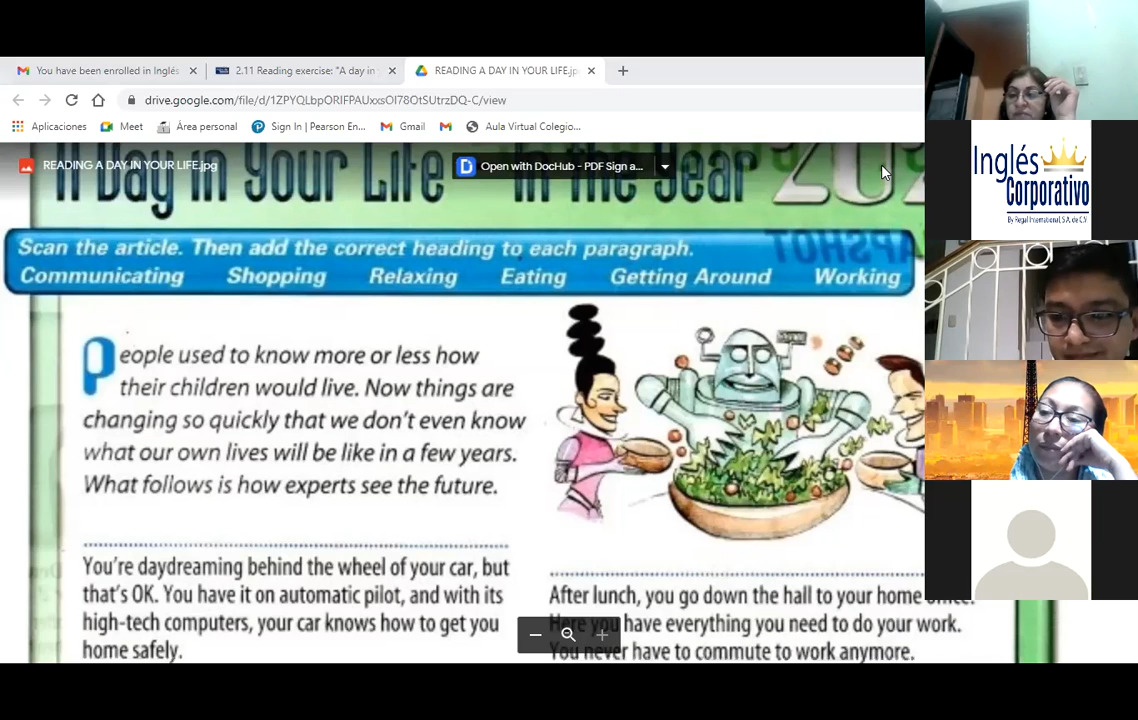 You have been enrolled in Inglés
2.11 Reading exercise: "A day in
READING A DAY IN YOUR LIFE.jp
drive.google.com/file/d/1ZPYQLbpORIFPAUxxsOI78OtSUtrzDQ-C/view
Aplicaciones
Meet
Área personal
Sign In | Pearson En...
Gmail
M
Aula Virtual Colegio...
READING A DAY IN YOUR LIFE.jpg
Open with DocHub - PDF Sign a...
A Day in Your Life in the Year
Scan the article. Then add the correct heading to each paragraph.
Communicating Shopping Relaxing Eating Getting Around Working
People used to know more or less how
their children would live. Now things are
changing so quickly that we don't even know
what our own lives will be like in a few years.
What follows is how experts see the future.
You're daydreaming behind the wheel of your car, but
that's OK. You have it on automatic pilot, and with its
high-tech computers, your car knows how to get you
home safely.
After lunch, you go down the hall to your home office.
Here you have everything you need to do your work.
You never have to commute to work anymore.
Inglés
Corporativo
By Regal International, S.A. de C.V.